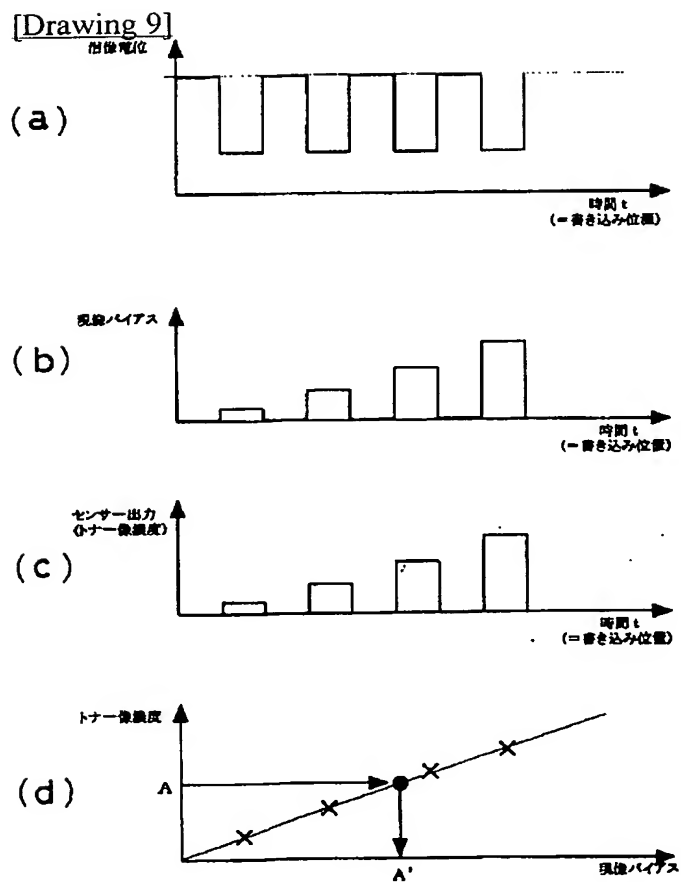 [Drawing 9]
潜像電位
(a)
時間 t
(=書き込み位置)
現像バイアス
(b)
時間 t
(=書き込み位置)
センサー出力
(トナー像濃度)
(c)
時間 t
(=書き込み位置)
トナー像濃度
A
(d)
A'
現像バイアス